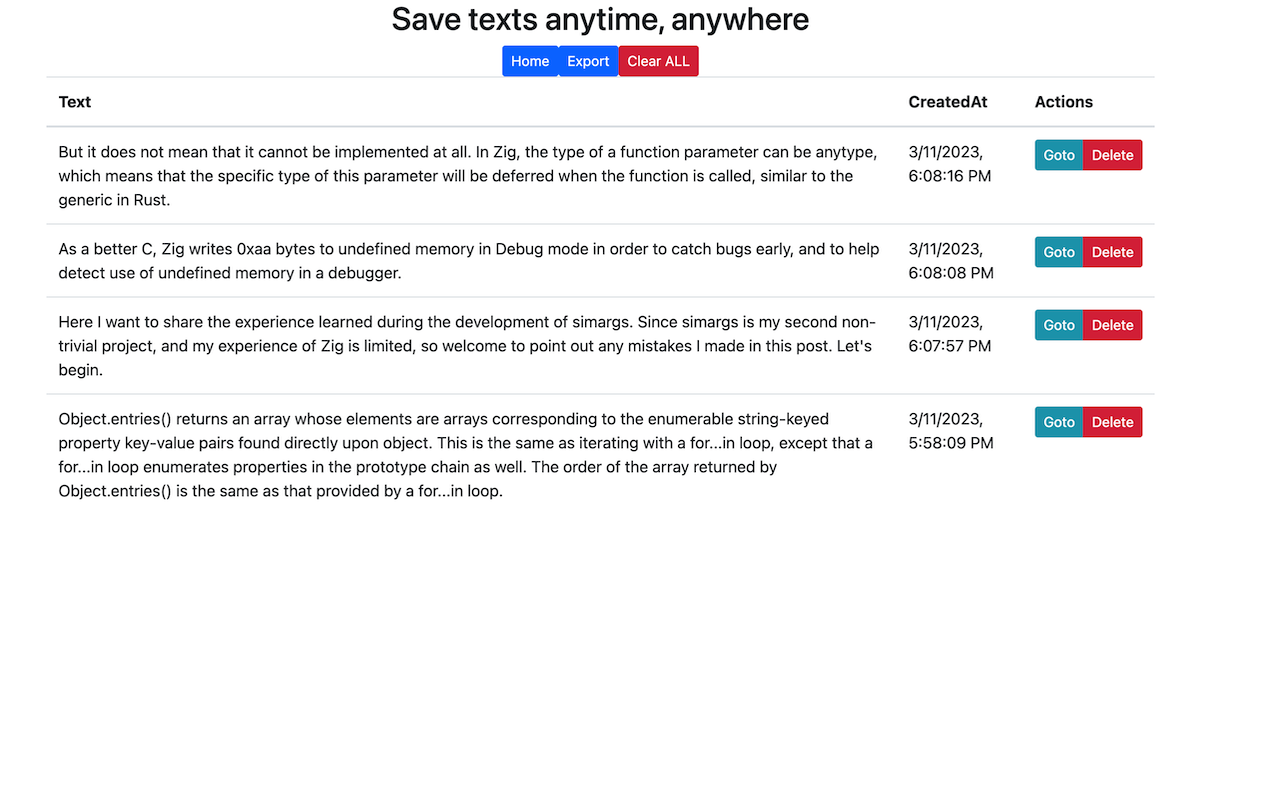 Save texts anytime, anywhere
Home Export Clear ALL
Text CreatedAt Actions
But it does not mean that it cannot be implemented at all. In Zig, the type of a function parameter can be anytype,
which means that the specific type of this parameter will be deferred when the function is called, similar to the
generic in Rust.
3/11/2023,
6:08:16 PM
Goto Delete
As a better C, Zig writes 0xaa bytes to undefined memory in Debug mode in order to catch bugs early, and to help
detect use of undefined memory in a debugger.
3/11/2023,
6:08:08 PM
Goto Delete
Here I want to share the experience learned during the development of simargs. Since simargs is my second non-
trivial project, and my experience of Zig is limited, so welcome to point out any mistakes I made in this post. Let's
begin.
3/11/2023,
6:07:57 PM
Goto Delete
Object.entries() returns an array whose elements are arrays corresponding to the enumerable string-keyed
property key-value pairs found directly upon object. This is the same as iterating with a for...in loop, except that a
for...in loop enumerates properties in the prototype chain as well. The order of the array returned by
Object.entries() is the same as that provided by a for...in loop.
3/11/2023,
5:58:09 PM
Goto Delete